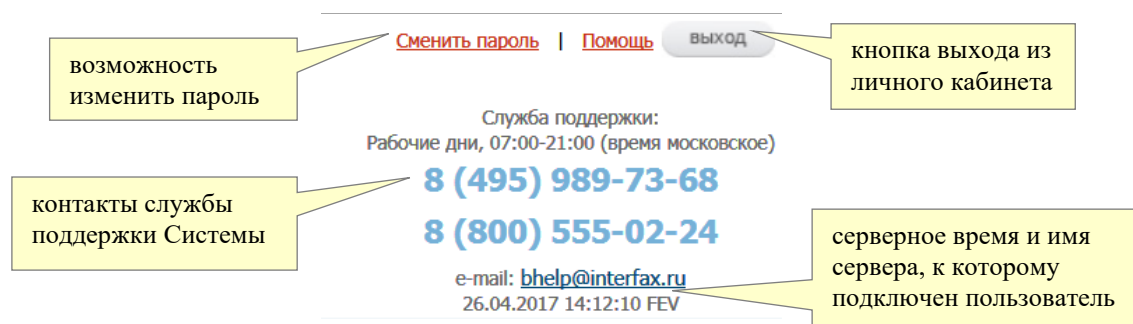 Сменить пароль | Помощь выход
возможность
изменить пароль
кнопка выхода из
личного кабинета
Служба поддержки:
Рабочие дни, 07:00-21:00 (время московское)
8 (495) 989-73-68
8 (800) 555-02-24
контакты службы
поддержки Системы
e-mail: bhelp@interfax.ru
26.04.2017 14:12:10 FEV
серверное время и имя
сервера, к которому
подключен пользователь